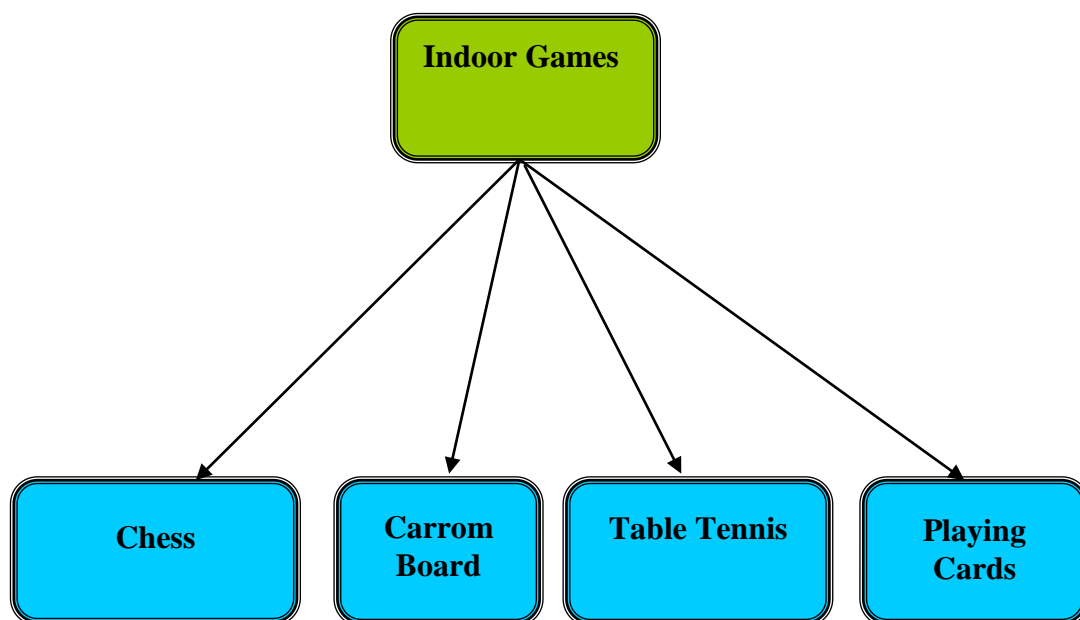 Indoor Games
Chess
Carrom
Board
Table Tennis
Playing
Cards